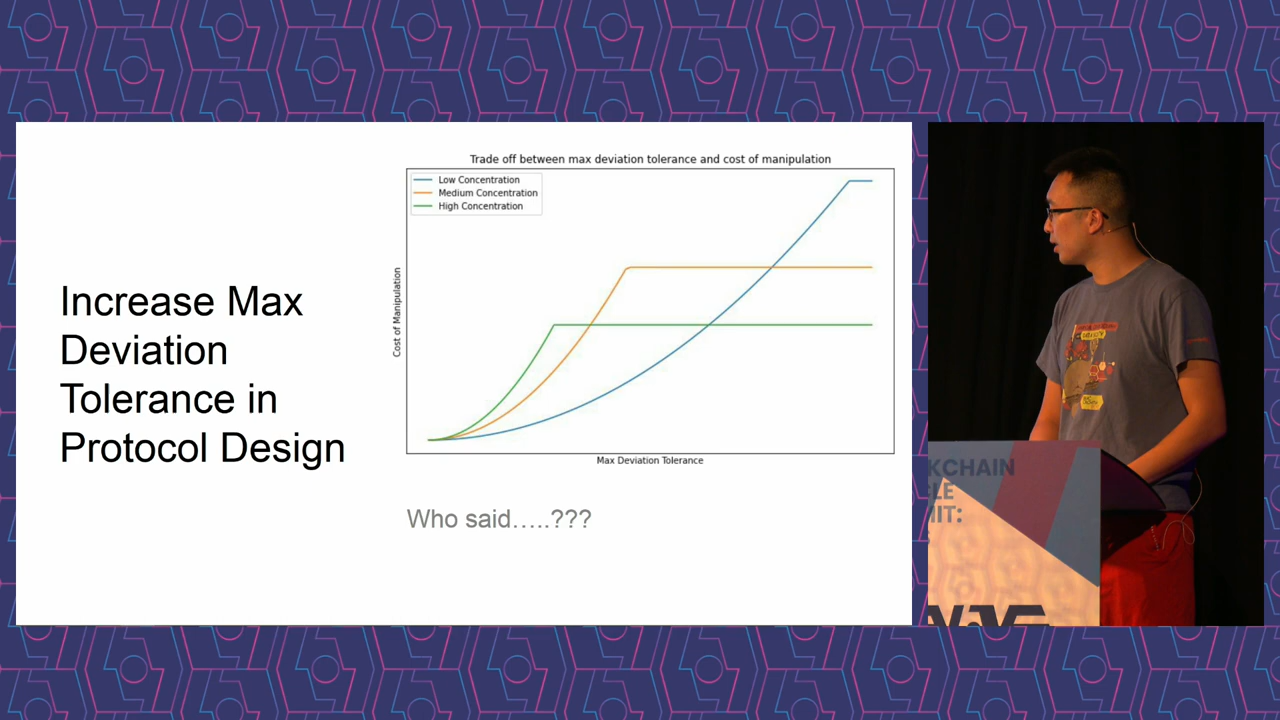 Increase Max
Deviation
Tolerance in
Protocol Design
Trade off between max deviation tolerance and cost of manipulation
Low Concentration
Medium Concentration
High Concentration
Cost of Manipulation
Max Deviation Tolerance
Who said…..???
KCHAIN
LE
IIT: